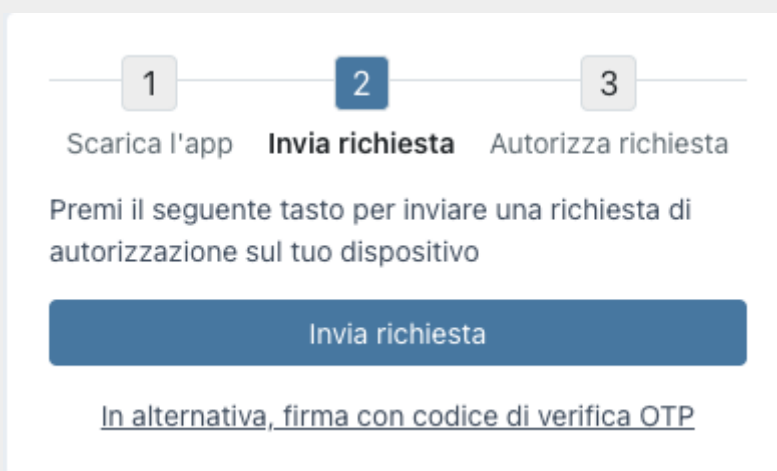 1
2
3
Scarica l'app
Invia richiesta
Autorizza richiesta
Premi il seguente tasto per inviare una richiesta di
autorizzazione sul tuo dispositivo
Invia richiesta
In alternativa, firma con codice di verifica OTP